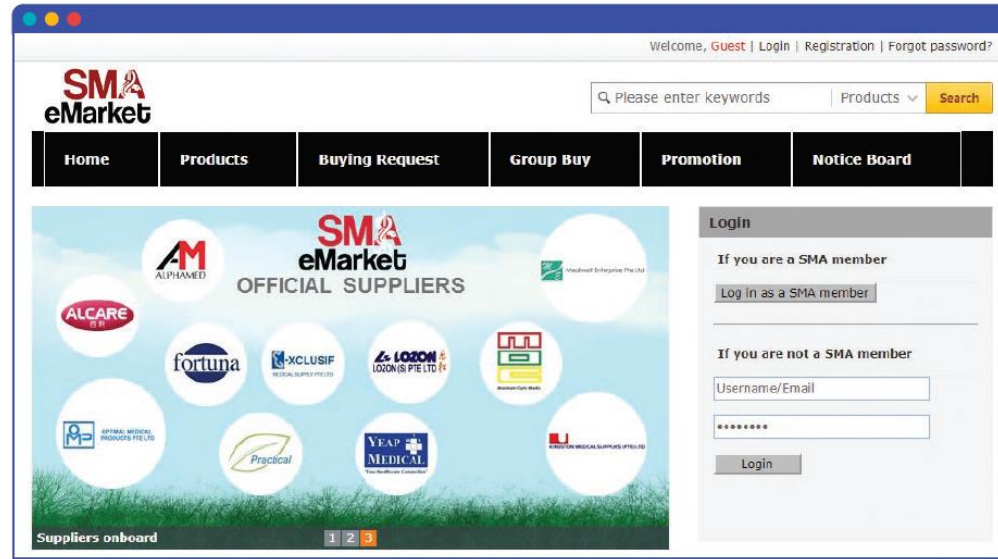 Welcome, Guest | Login | Registration | Forgot password?
SMA
eMarket
Please enter keywords
Products
Search
Home
Products
Buying Request
Group Buy
Promotion
Notice Board
SMA
eMarket
OFFICIAL SUPPLIERS
AM
ALPHAMED
Mediwell Enterprise Pte Ltd
ALCARE
fortuna
X-XCLUSIF
MEDICAL SUPPLY PTE LTD
LOZON
LOZON (S) PTE LTD
OPTIMAL MEDICAL
PRODUCTS PTE LTD
Practical
YEAP
MEDICAL
"Your Healthcare Connection"
KINGSTON MEDICAL SUPPLIES (PTE) LTD
Suppliers onboard
1 2 3
Login
If you are a SMA member
Log in as a SMA member
If you are not a SMA member
Username/Email
Login